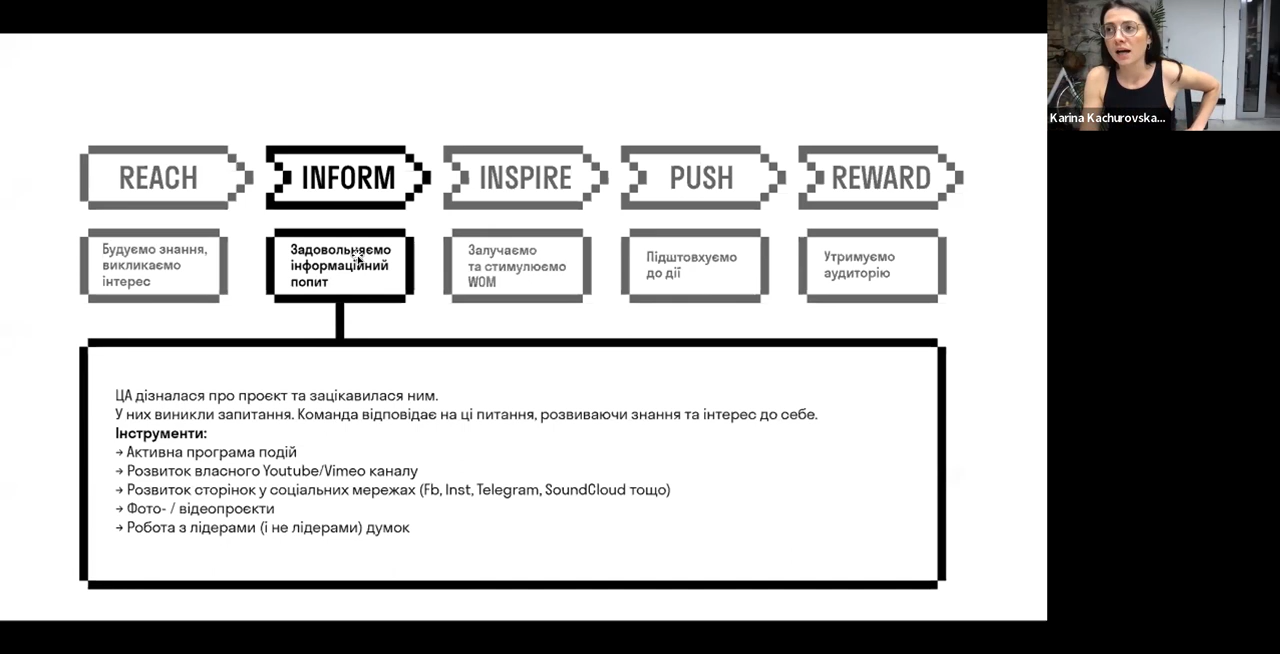 Karina Kachurovska...
REACH
INFORM
INSPIRE
PUSH
REWARD
Будуємо знання,
викликаємо
інтерес
Задовольняємо
інформаційний
попит
Залучаємо
та стимулюємо
WOM
Підштовхуємо
до дії
Утримуємо
аудиторію
ЦА дізналася про проєкт та зацікавилася ним.
У них виникли запитання. Команда відповідає на ці питання, розвиваючи знання та інтерес до себе.
Інструменти:
→ Активна програма подій
→ Розвиток власного Youtube/Vimeo каналу
→ Розвиток сторінок у соціальних мережах (Fb, Inst, Telegram, SoundCloud тощо)
→ Фото- / відеопроєкти
→ Робота з лідерами (і не лідерами) думок